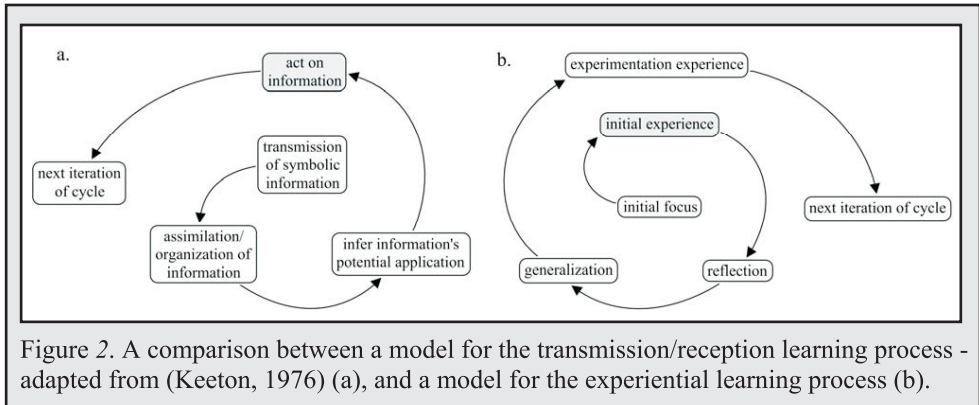 a.
act on
information
transmission
of symbolic
information
next iteration
of cycle
assimilation/
organization of
information
infer information's
potential application
b.
experimentation experience
initial experience
initial focus
next iteration of cycle
generalization
reflection
Figure 2. A comparison between a model for the transmission/reception learning process -
adapted from (Keeton, 1976) (a), and a model for the experiential learning process (b).